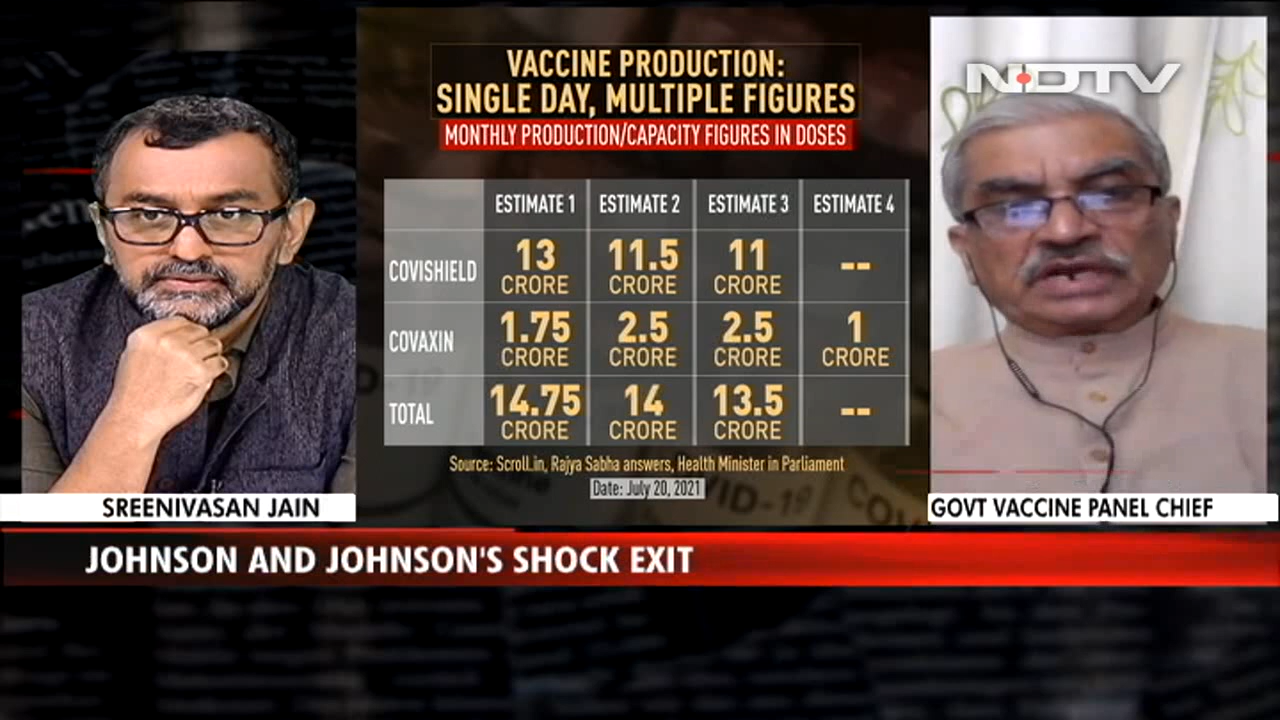 NDTV
VACCINE PRODUCTION:
SINGLE DAY, MULTIPLE FIGURES
MONTHLY PRODUCTION/CAPACITY FIGURES IN DOSES
ESTIMATE 1 ESTIMATE 2 ESTIMATE 3 ESTIMATE 4
COVISHIELD 13 CRORE 11.5 CRORE 11 CRORE --
COVAXIN 1.75 CRORE 2.5 CRORE 2.5 CRORE 1 CRORE
TOTAL 14.75 CRORE 14 CRORE 13.5 CRORE --
Source: Scroll.in, Rajya Sabha answers, Health Minister in Parliament
Date: July 20, 2021
SREENIVASAN JAIN
GOVT VACCINE PANEL CHIEF
JOHNSON AND JOHNSON'S SHOCK EXIT